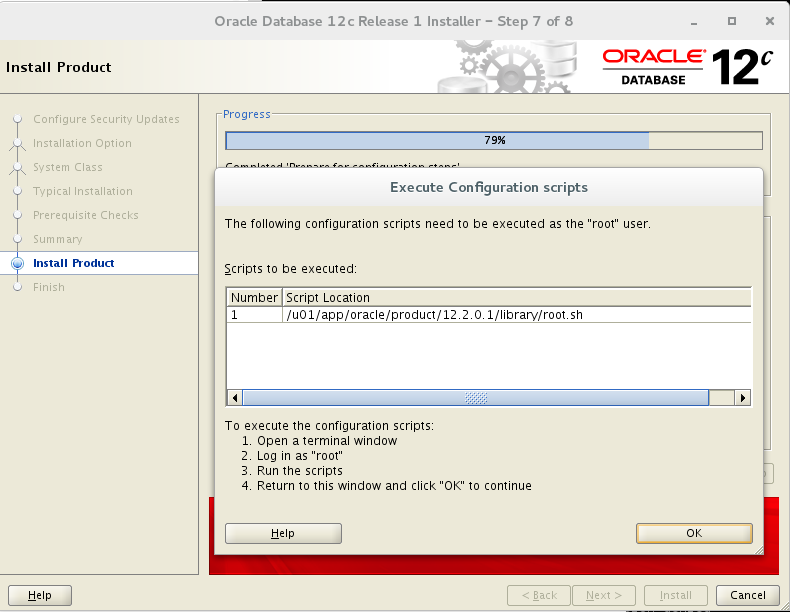 Oracle Database 12c Release 1 Installer – Step 7 of 8
Install Product
ORACLE®
DATABASE
12c
Configure Security Updates
Installation Option
System Class
Typical Installation
Prerequisite Checks
Summary
Install Product
Finish
Progress
79%
Completed 'Prepare for configuration steps'
Execute Configuration scripts
The following configuration scripts need to be executed as the "root" user.
Scripts to be executed:
Number Script Location
1 /u01/app/oracle/product/12.2.0.1/library/root.sh
To execute the configuration scripts:
1. Open a terminal window
2. Log in as "root"
3. Run the scripts
4. Return to this window and click "OK" to continue
Help OK
Help < Back Next > Install Cancel